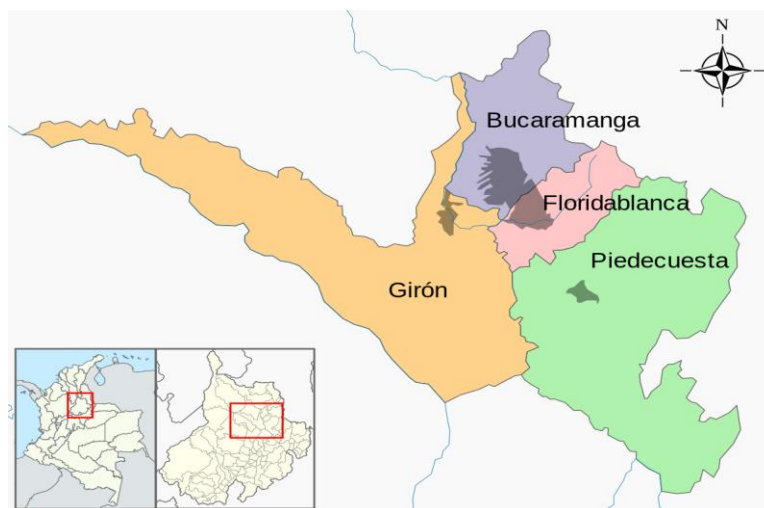 N
Bucaramanga
Floridablanca
Piedecuesta
Girón